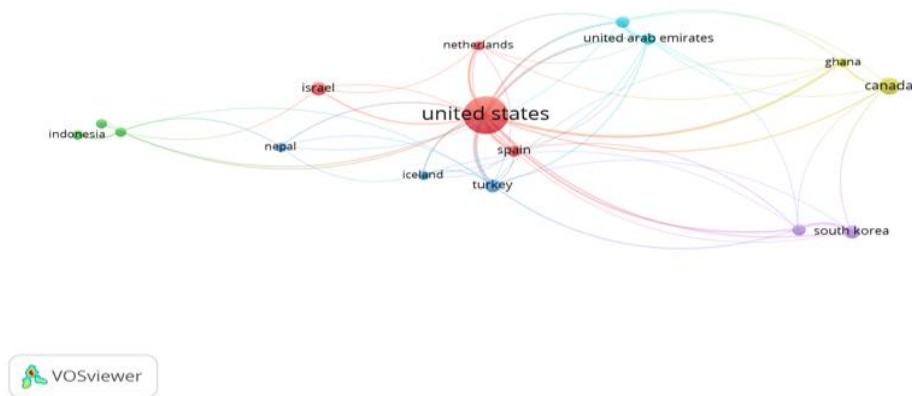 united arab emirates
netherlands
ghana
canada
israel
united states
indonesia
nepal
spain
iceland
turkey
south korea
VOSviewer